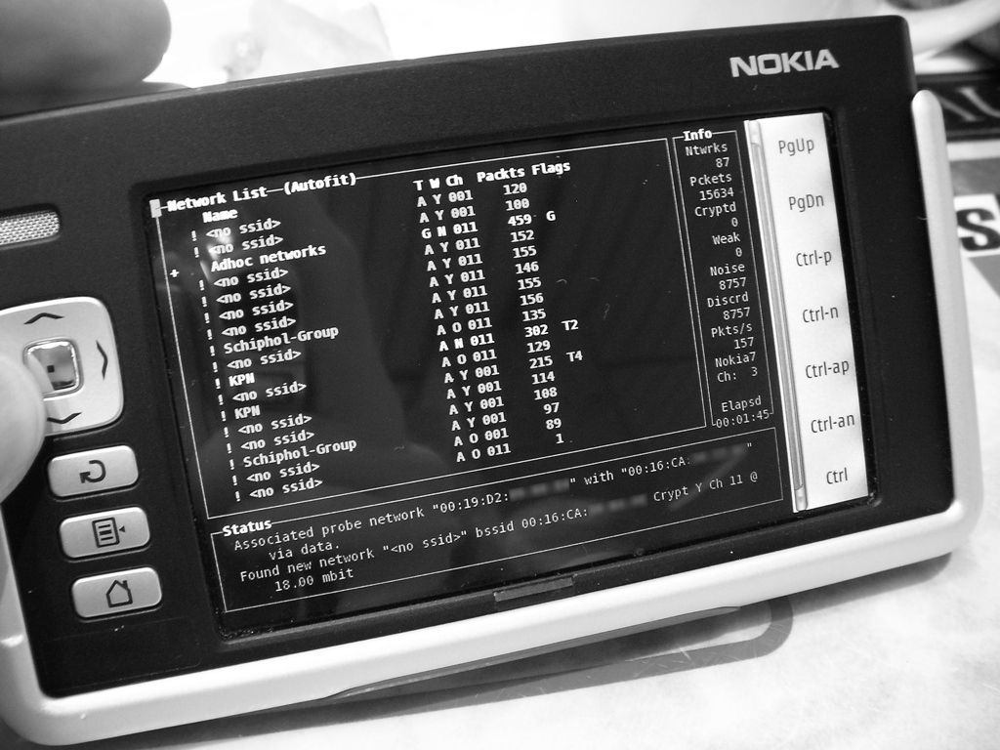 NOKIA
Network List—(Autofit)
Name T W Ch Packts Flags
! <no ssid> A Y 001 120
! <no ssid> A Y 001 100
+ Adhoc networks G N 011 459 G
! <no ssid> A Y 011 152
! <no ssid> A Y 011 155
! <no ssid> A Y 011 146
! <no ssid> A Y 011 155
! Schiphol-Group A Y 011 156
! <no ssid> A O 011 135
! KPN A N 011 302 T2
! <no ssid> A O 011 129
! KPN A Y 001 215 T4
! <no ssid> A Y 001 114
! <no ssid> A Y 001 108
! Schiphol-Group A Y 001 97
! <no ssid> A O 001 89
! <no ssid> A O 011 1
Info
Ntwrks
87
Pckets
15634
Cryptd
0
Weak
0
Noise
8757
Discrd
8757
Pkts/s
157
Nokia7
Ch: 3
Elapsd
00:01:45
Status
Associated probe network "00:19:D2: " with "00:16:CA: "
via data.
Found new network "<no ssid>" bssid 00:16:CA: Crypt Y Ch 11 @
18.00 mbit
PgUp
PgDn
Ctrl-p
Ctrl-n
Ctrl-ap
Ctrl-an
Ctrl
S